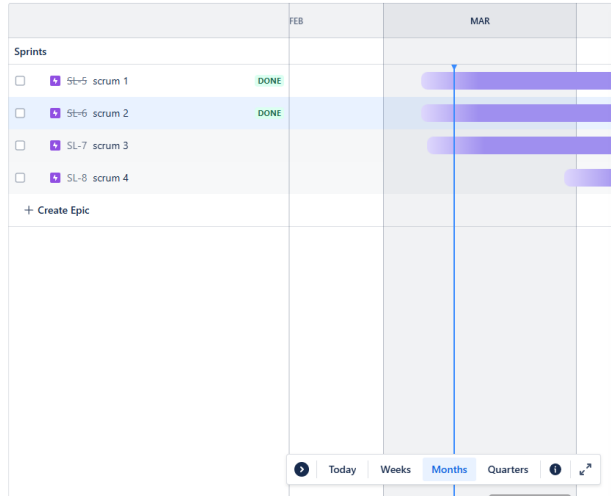 FEB
MAR
Sprints
SL-5 scrum 1 DONE
SL-6 scrum 2 DONE
SL-7 scrum 3
SL-8 scrum 4
+ Create Epic
Today Weeks Months Quarters